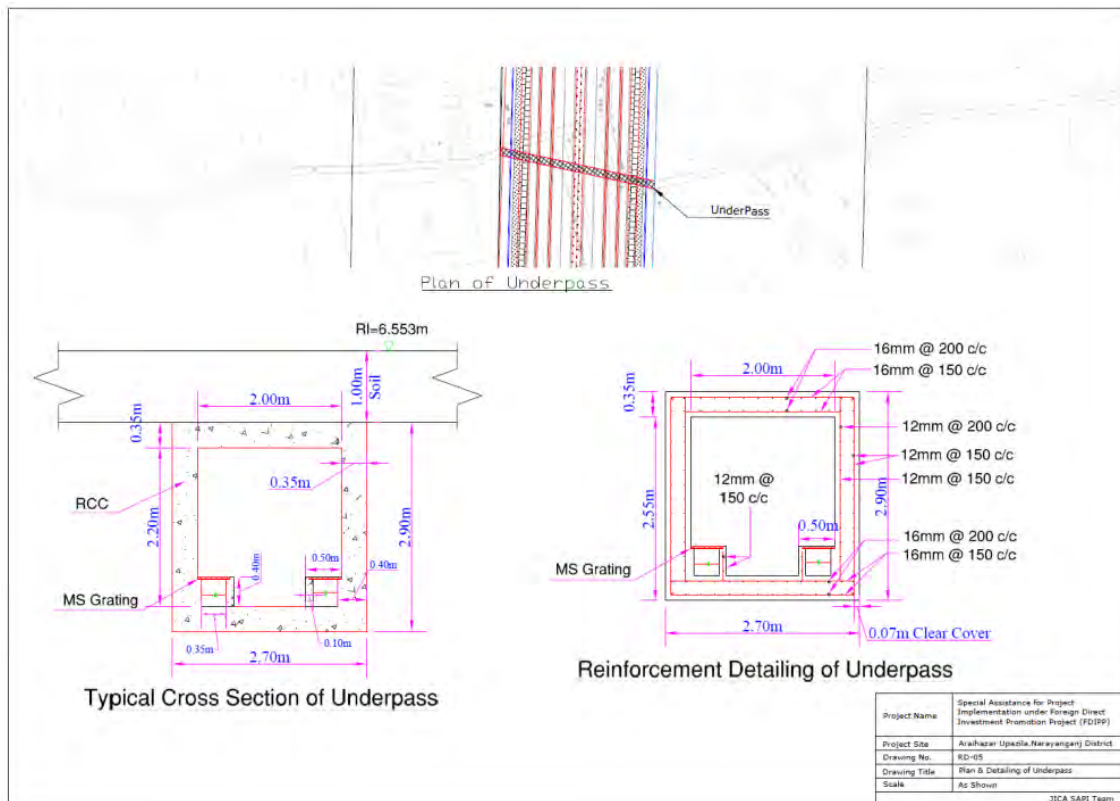 UnderPass
Plan of Underpass
Rl=6.553m
1.00m
Soil
2.00m
0.35m
0.35m
RCC
2.20m
2.90m
0.50m
0.40m
0.40m
MS Grating
0.35m
0.10m
2.70m
Typical Cross Section of Underpass
16mm @ 200 c/c
16mm @ 150 c/c
2.00m
0.35m
12mm @ 200 c/c
12mm @ 150 c/c
12mm @ 150 c/c
12mm @
150 c/c
2.55m
2.90m
0.50m
16mm @ 200 c/c
16mm @ 150 c/c
MS Grating
0.07m Clear Cover
2.70m
Reinforcement Detailing of Underpass
Project Name
Special Assistance for Project
Implementation under Foreign Direct
Investment Promotion Project (FDIPP)
Project Site
Araihazar Upazila,Narayanganj District
Drawing No.
RD-05
Drawing Title
Plan & Detailing of Underpass
Scale
As Shown
JICA SAPI Team